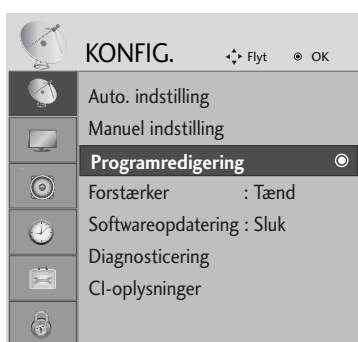 KONFIG. Flyt OK
Auto. indstilling
Manuel indstilling
Programredigering
Forstærker : Tænd
Softwareopdatering : Sluk
Diagnosticering
CI-oplysninger